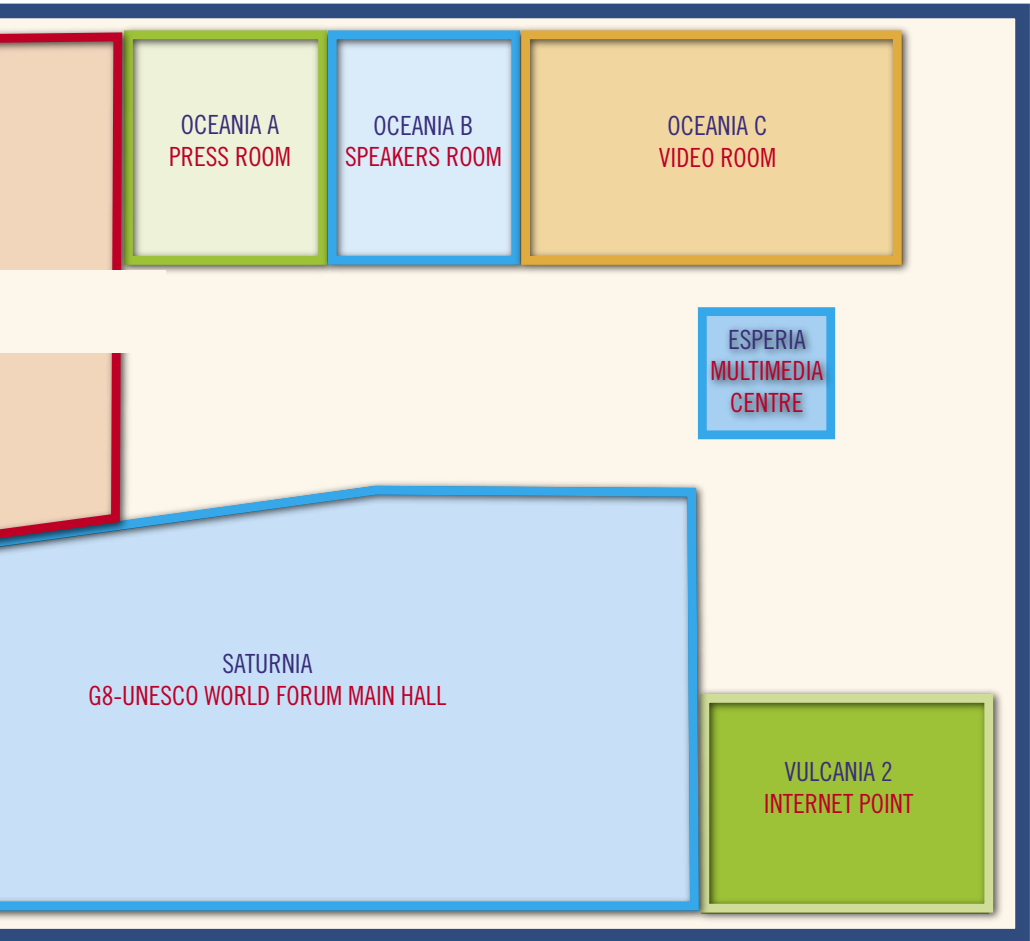 OCEANIA A
PRESS ROOM
OCEANIA B
SPEAKERS ROOM
OCEANIA C
VIDEO ROOM
ESPERIA
MULTIMEDIA
CENTRE
SATURNIA
G8-UNESCO WORLD FORUM MAIN HALL
VULCANIA 2
INTERNET POINT